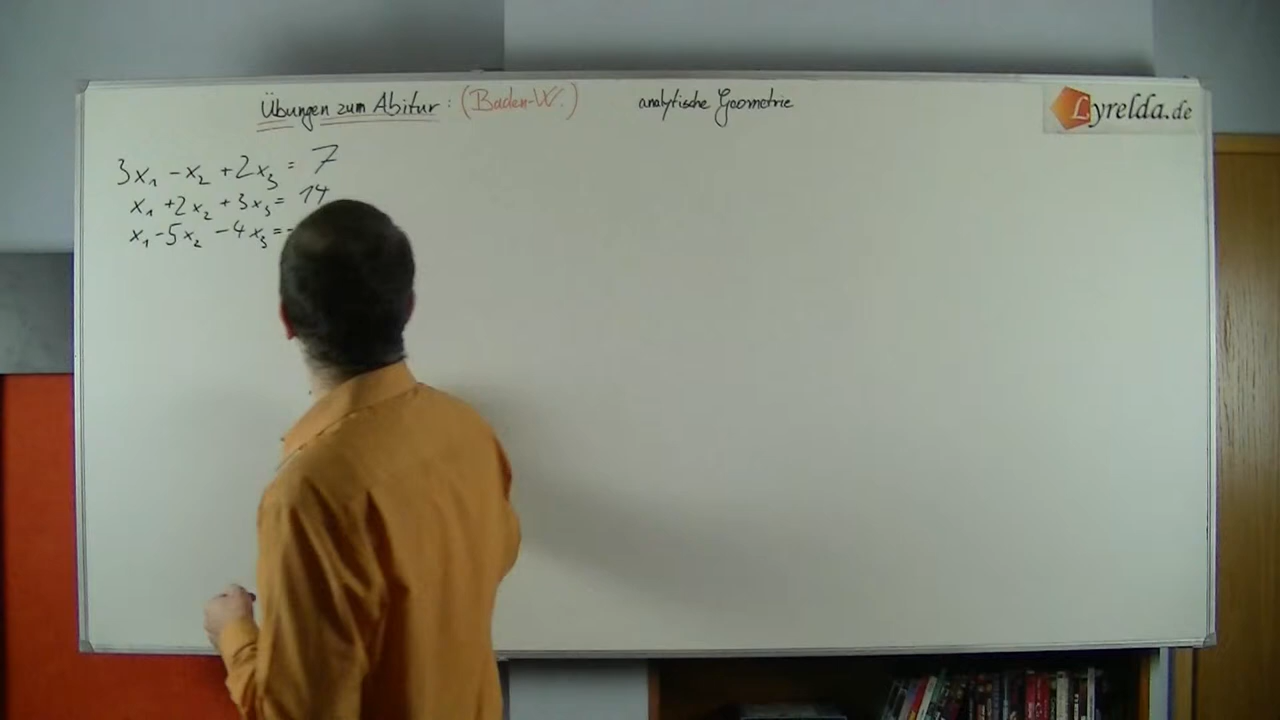 Übungen zum Abitur: (Baden-W.) analytische Geometrie
Lyrelda.de
3x₁ - x₂ + 2x₃ = 7
x₁ + 2x₂ + 3x₃ = 14
x₁ - 5x₂ - 4x₃ = -